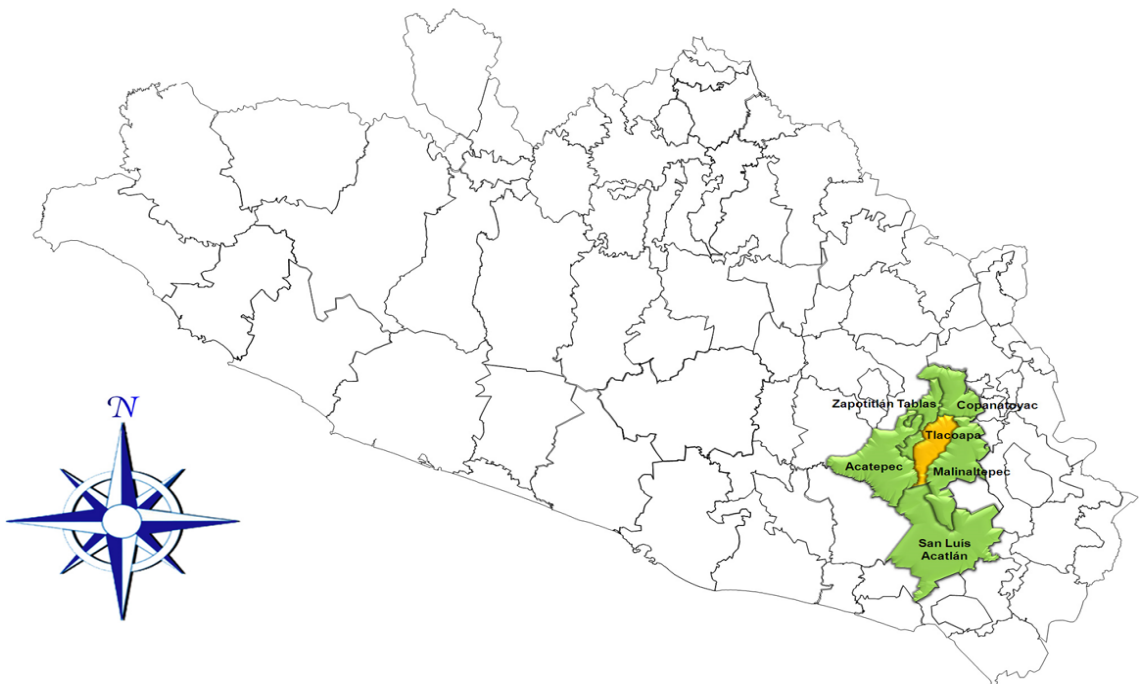 N
Zapotitlán Tablas
Copanatoyac
Tlacoapa
Acatepec
Malinaltepec
San Luis
Acatlán